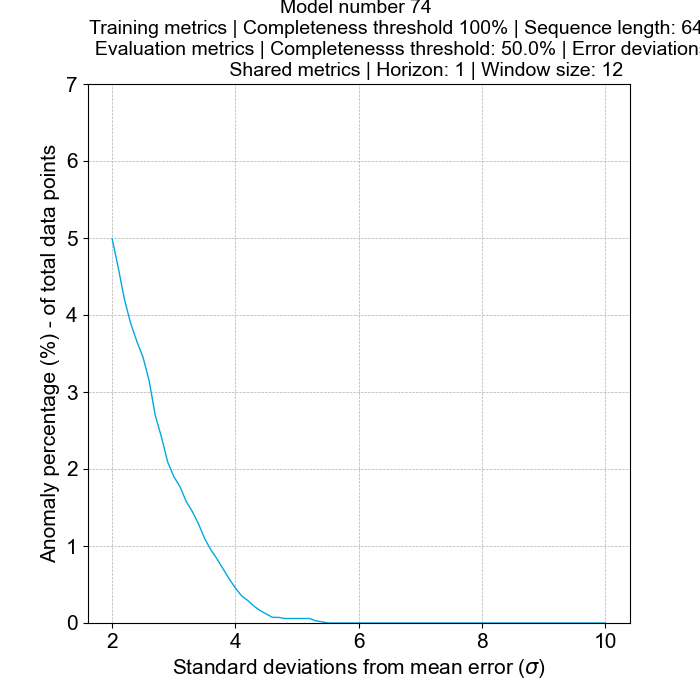 Model number 74
Training metrics | Completeness threshold 100% | Sequence length: 64
Evaluation metrics | Completenesss threshold: 50.0% | Error deviation
Shared metrics | Horizon: 1 | Window size: 12
7
6
5
4
3
2
1
0
Anomaly percentage (%) - of total data points
2 4 6 8 10
Standard deviations from mean error (σ)